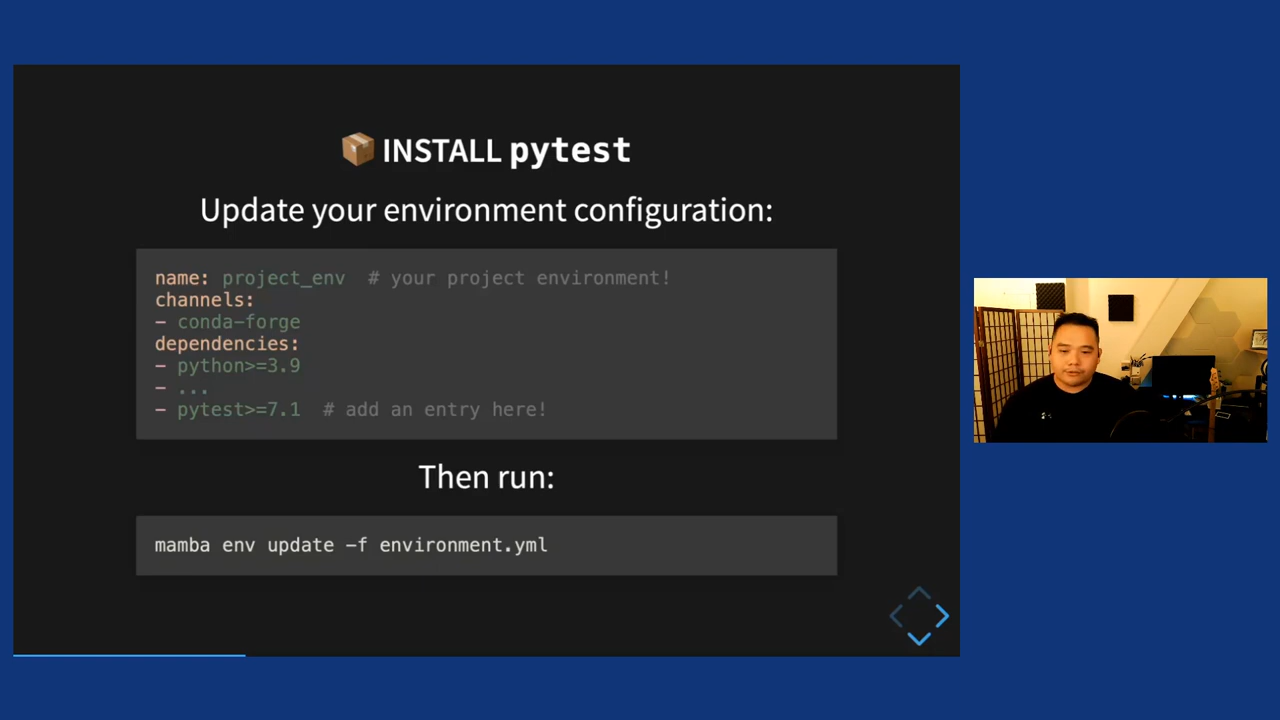 📦 INSTALL pytest
Update your environment configuration:
name: project_env  # your project environment!
channels:
- conda-forge
dependencies:
- python>=3.9
- ...
- pytest>=7.1  # add an entry here!
Then run:
mamba env update -f environment.yml